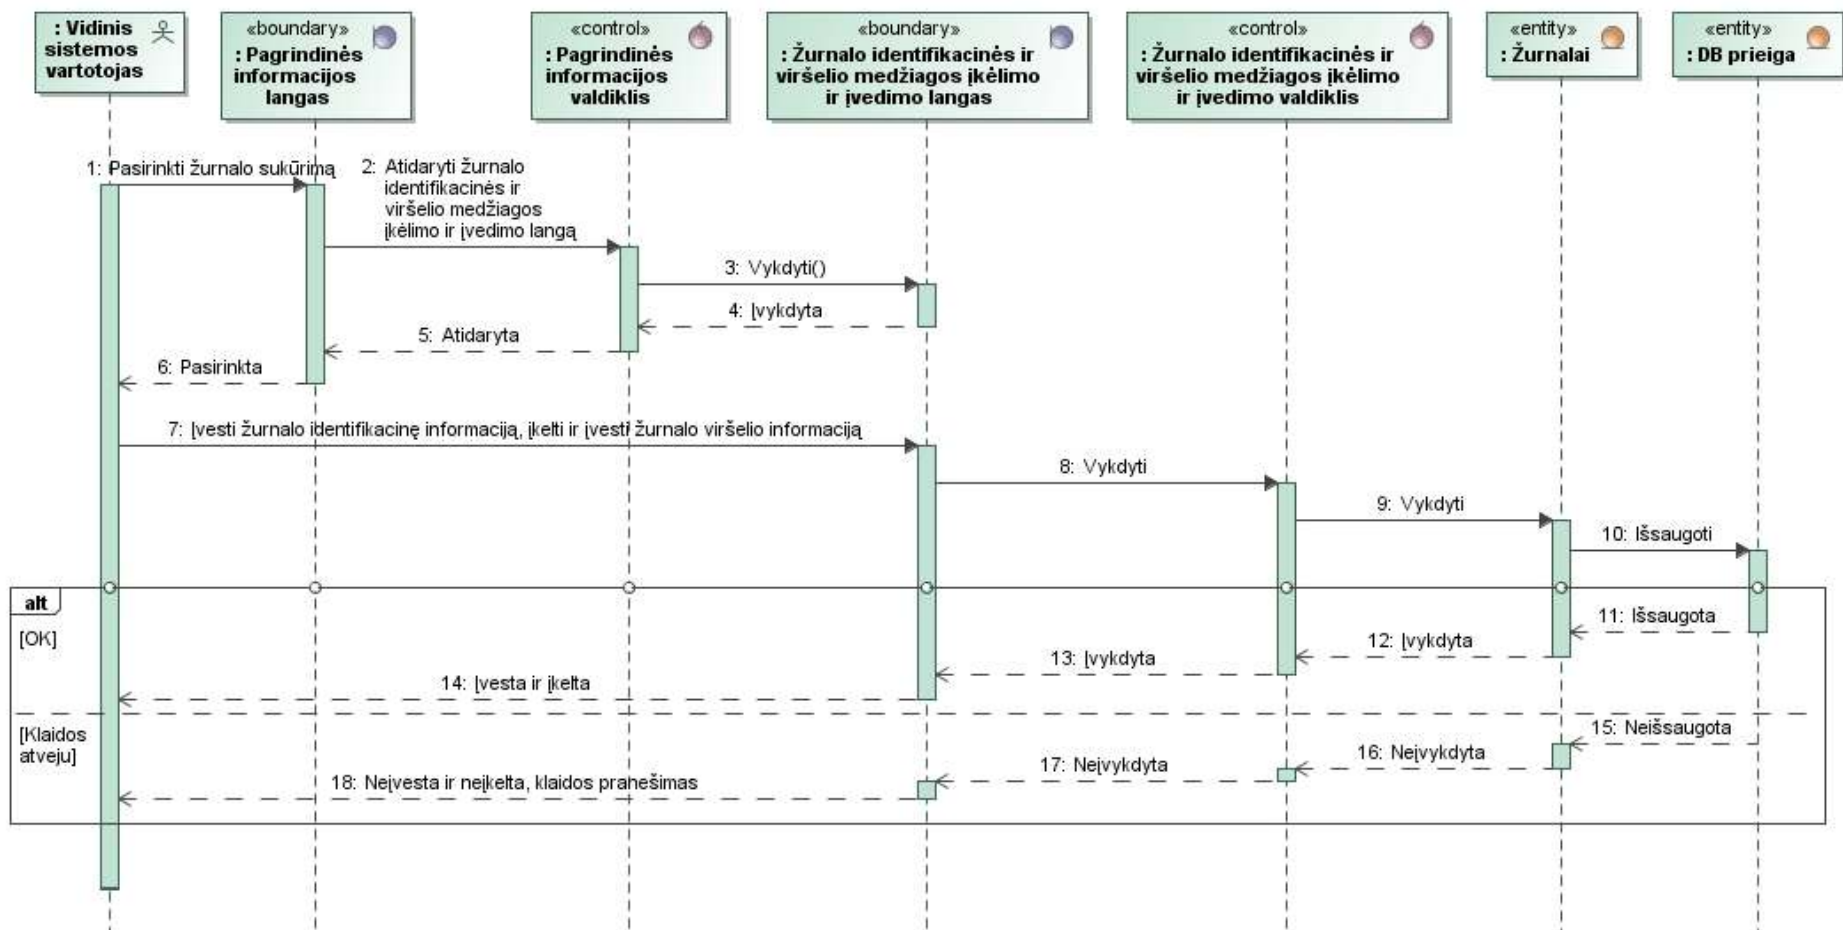 : Vidinis
sistemos
vartotojas
«boundary»
: Pagrindinės
informacijos
langas
«control»
: Pagrindinės
informacijos
valdiklis
«boundary»
: Žurnalo identifikacinės ir
viršelio medžiagos įkėlimo
ir įvedimo langas
«control»
: Žurnalo identifikacinės ir
viršelio medžiagos įkėlimo
ir įvedimo valdiklis
«entity»
: Žurnalai
«entity»
: DB prieiga
1: Pasirinkti žurnalo sukūrimą
2: Atidaryti žurnalo
identifikacinės ir
viršelio medžiagos
įkėlimo ir įvedimo langą
3: Vykdyti()
4: Įvykdyta
5: Atidaryta
6: Pasirinkta
7: Įvesti žurnalo identifikacinę informaciją, įkelti ir įvesti žurnalo viršelio informaciją
8: Vykdyti
9: Vykdyti
10: Išsaugoti
alt
[OK]
11: Išsaugota
12: Įvykdyta
13: Įvykdyta
14: Įvesta ir įkelta
[Klaidos
atveju]
15: Neišsaugota
16: Neįvykdyta
17: Neįvykdyta
18: Neįvesta ir neįkelta, klaidos pranešimas